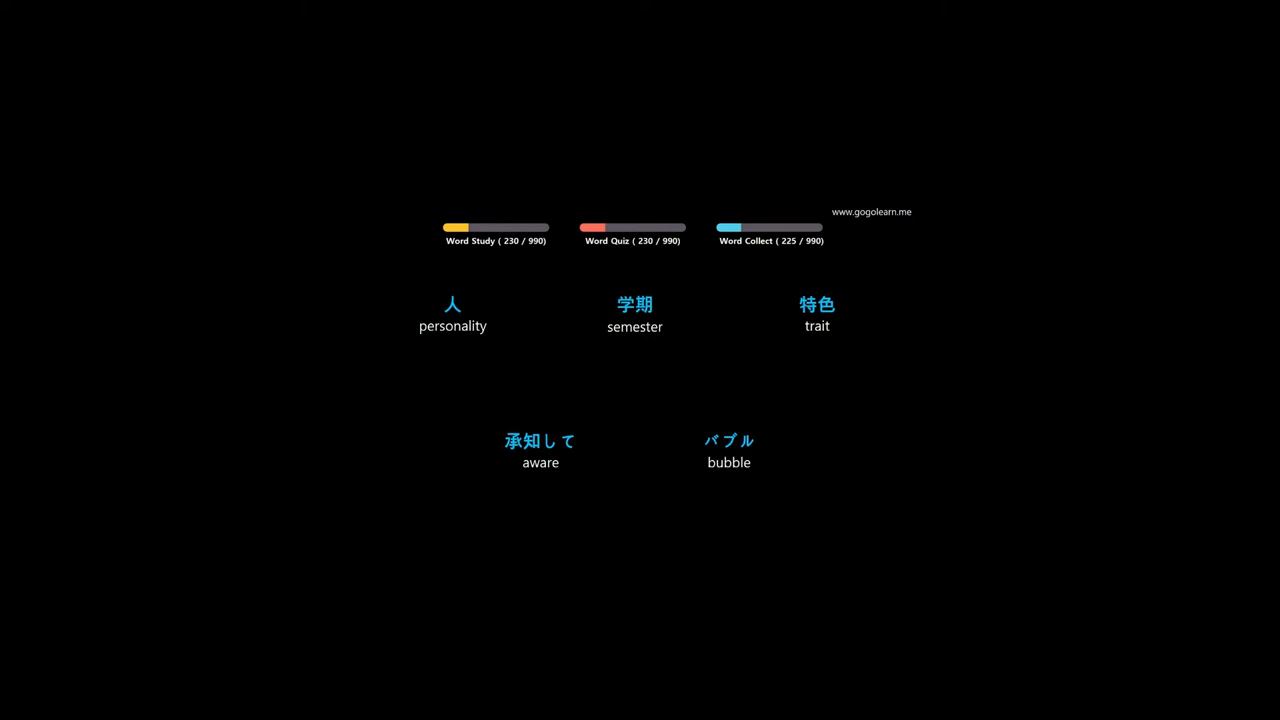 www.gogolearn.me
Word Study ( 230 / 990)
Word Quiz ( 230 / 990)
Word Collect ( 225 / 990)
人
personality
学期
semester
特色
trait
承知して
aware
バブル
bubble